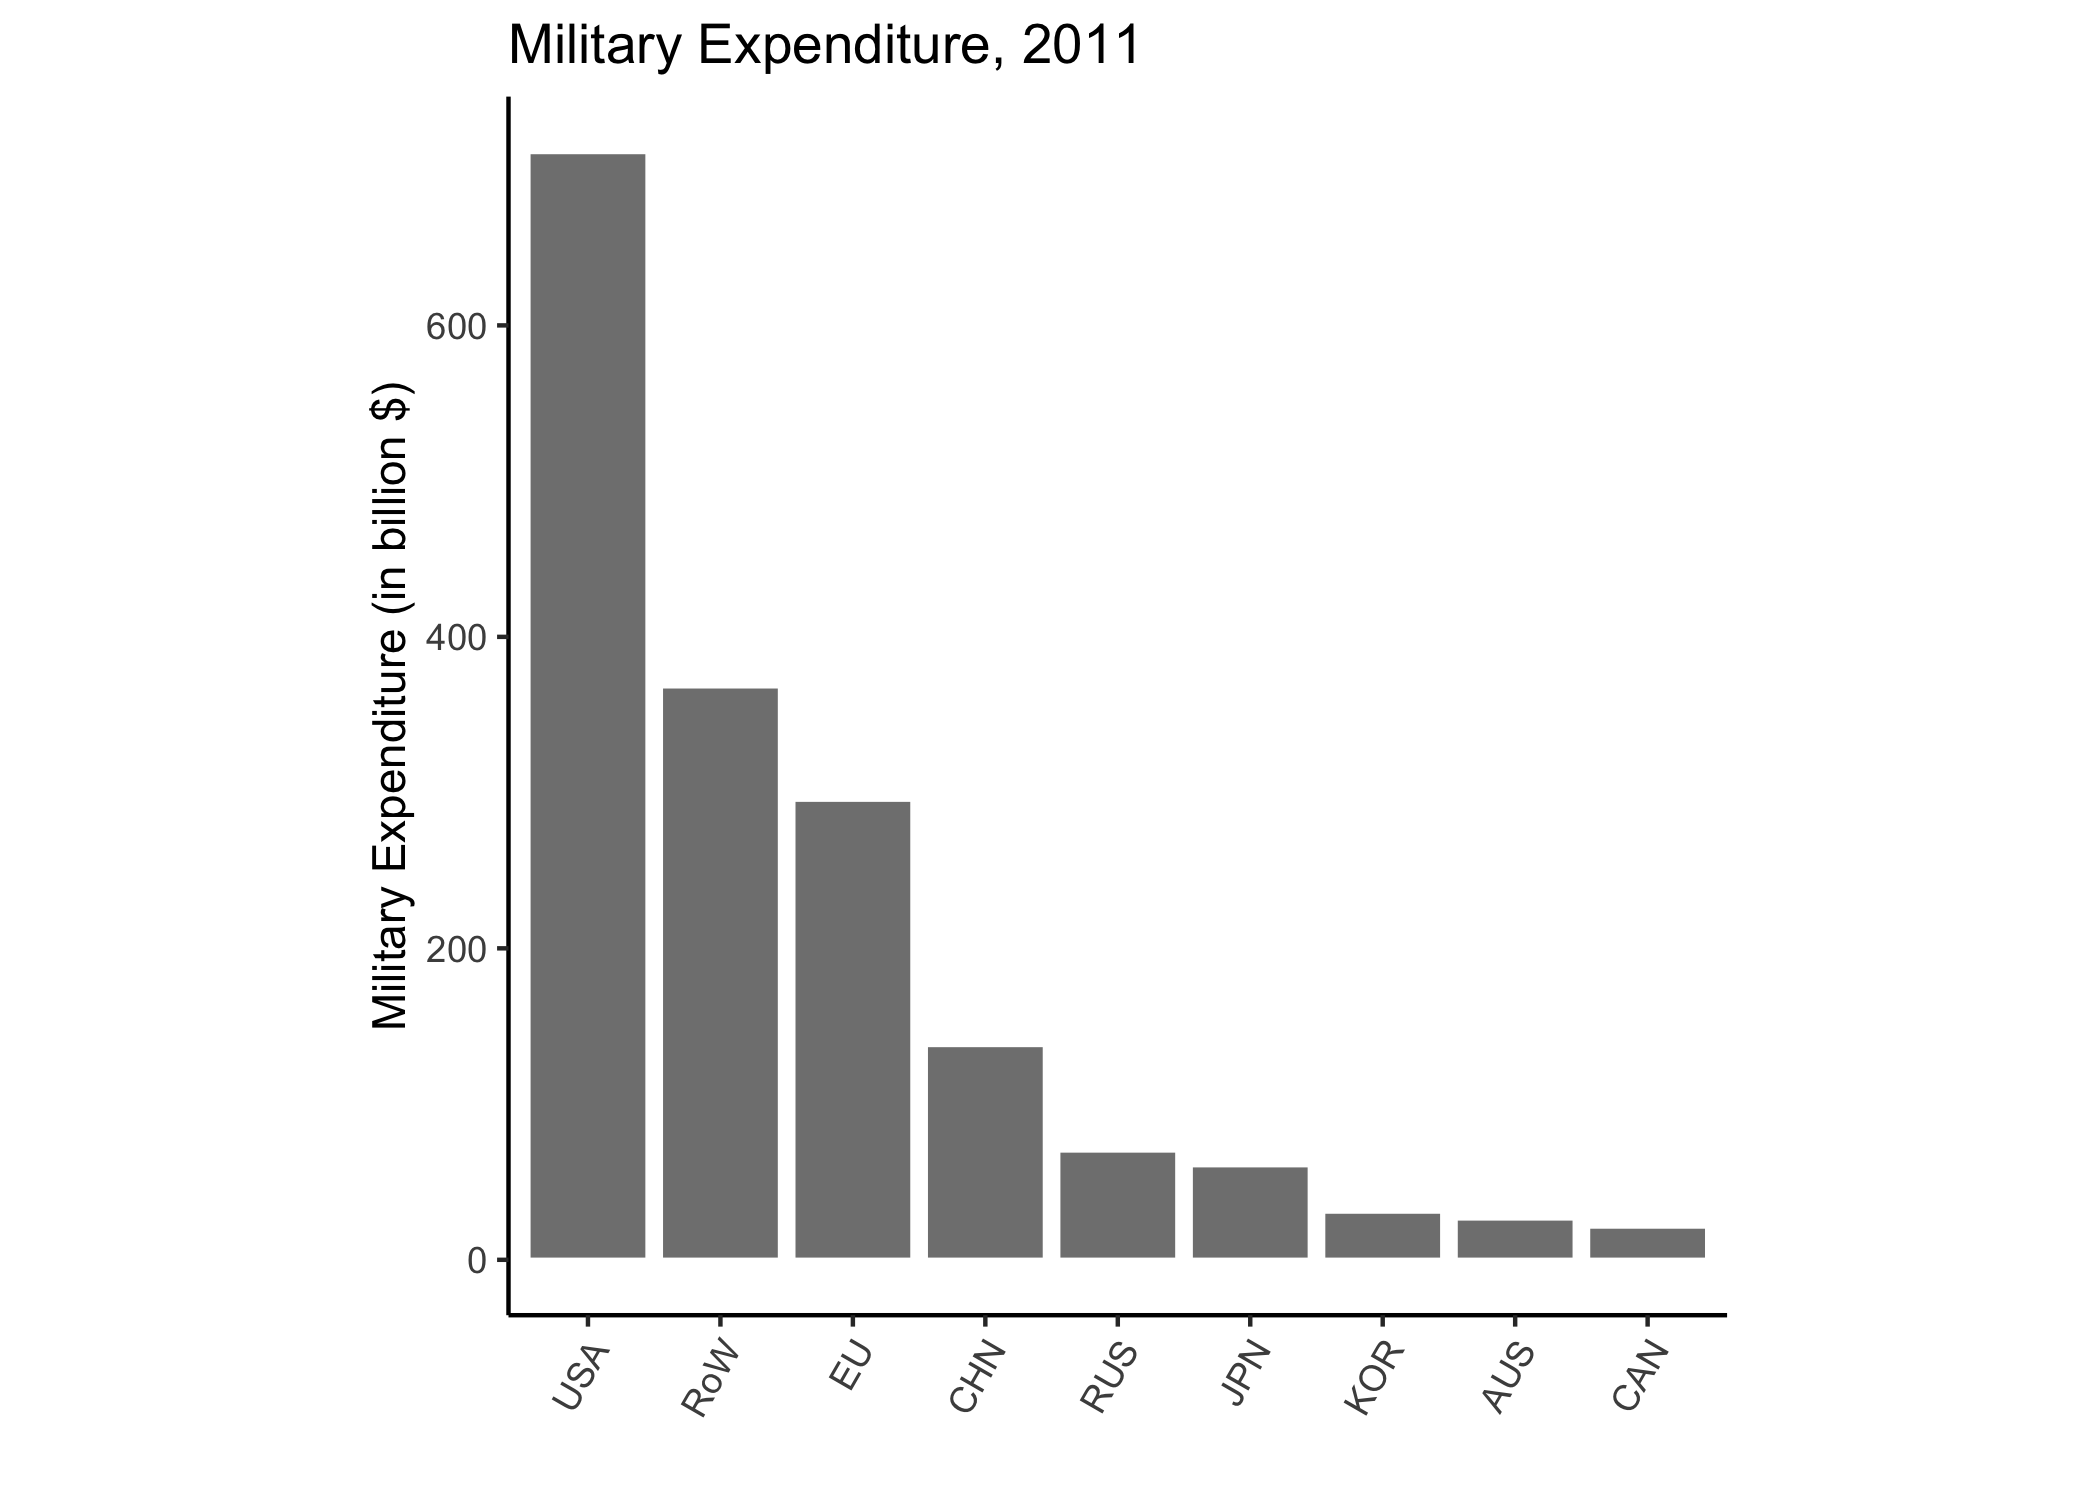 Military Expenditure, 2011
Military Expenditure (in billion $)
600
400
200
0
USA
RoW
EU
CHN
RUS
JPN
KOR
AUS
CAN